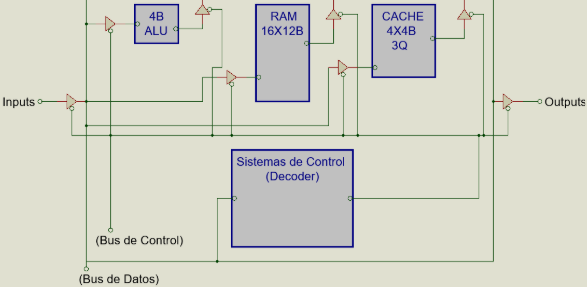 4B
ALU
RAM
16X12B
CACHE
4X4B
3Q
Inputs
Outputs
Sistemas de Control
(Decoder)
(Bus de Control)
(Bus de Datos)